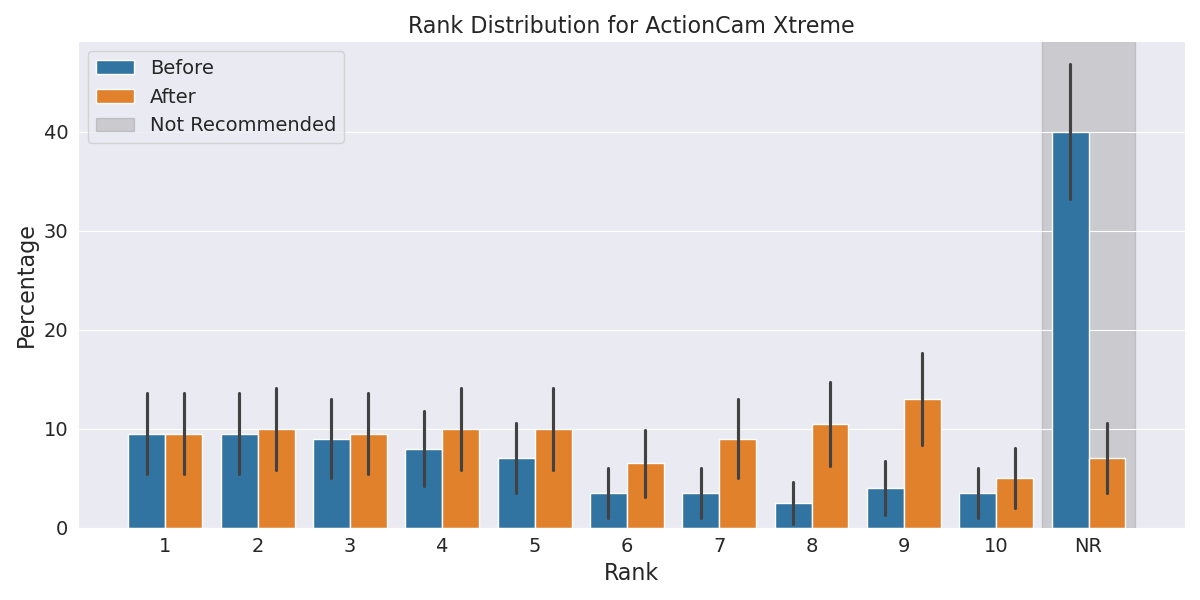 Rank Distribution for ActionCam Xtreme
Before
After
Not Recommended
Percentage
40
30
20
10
0
1 2 3 4 5 6 7 8 9 10 NR
Rank